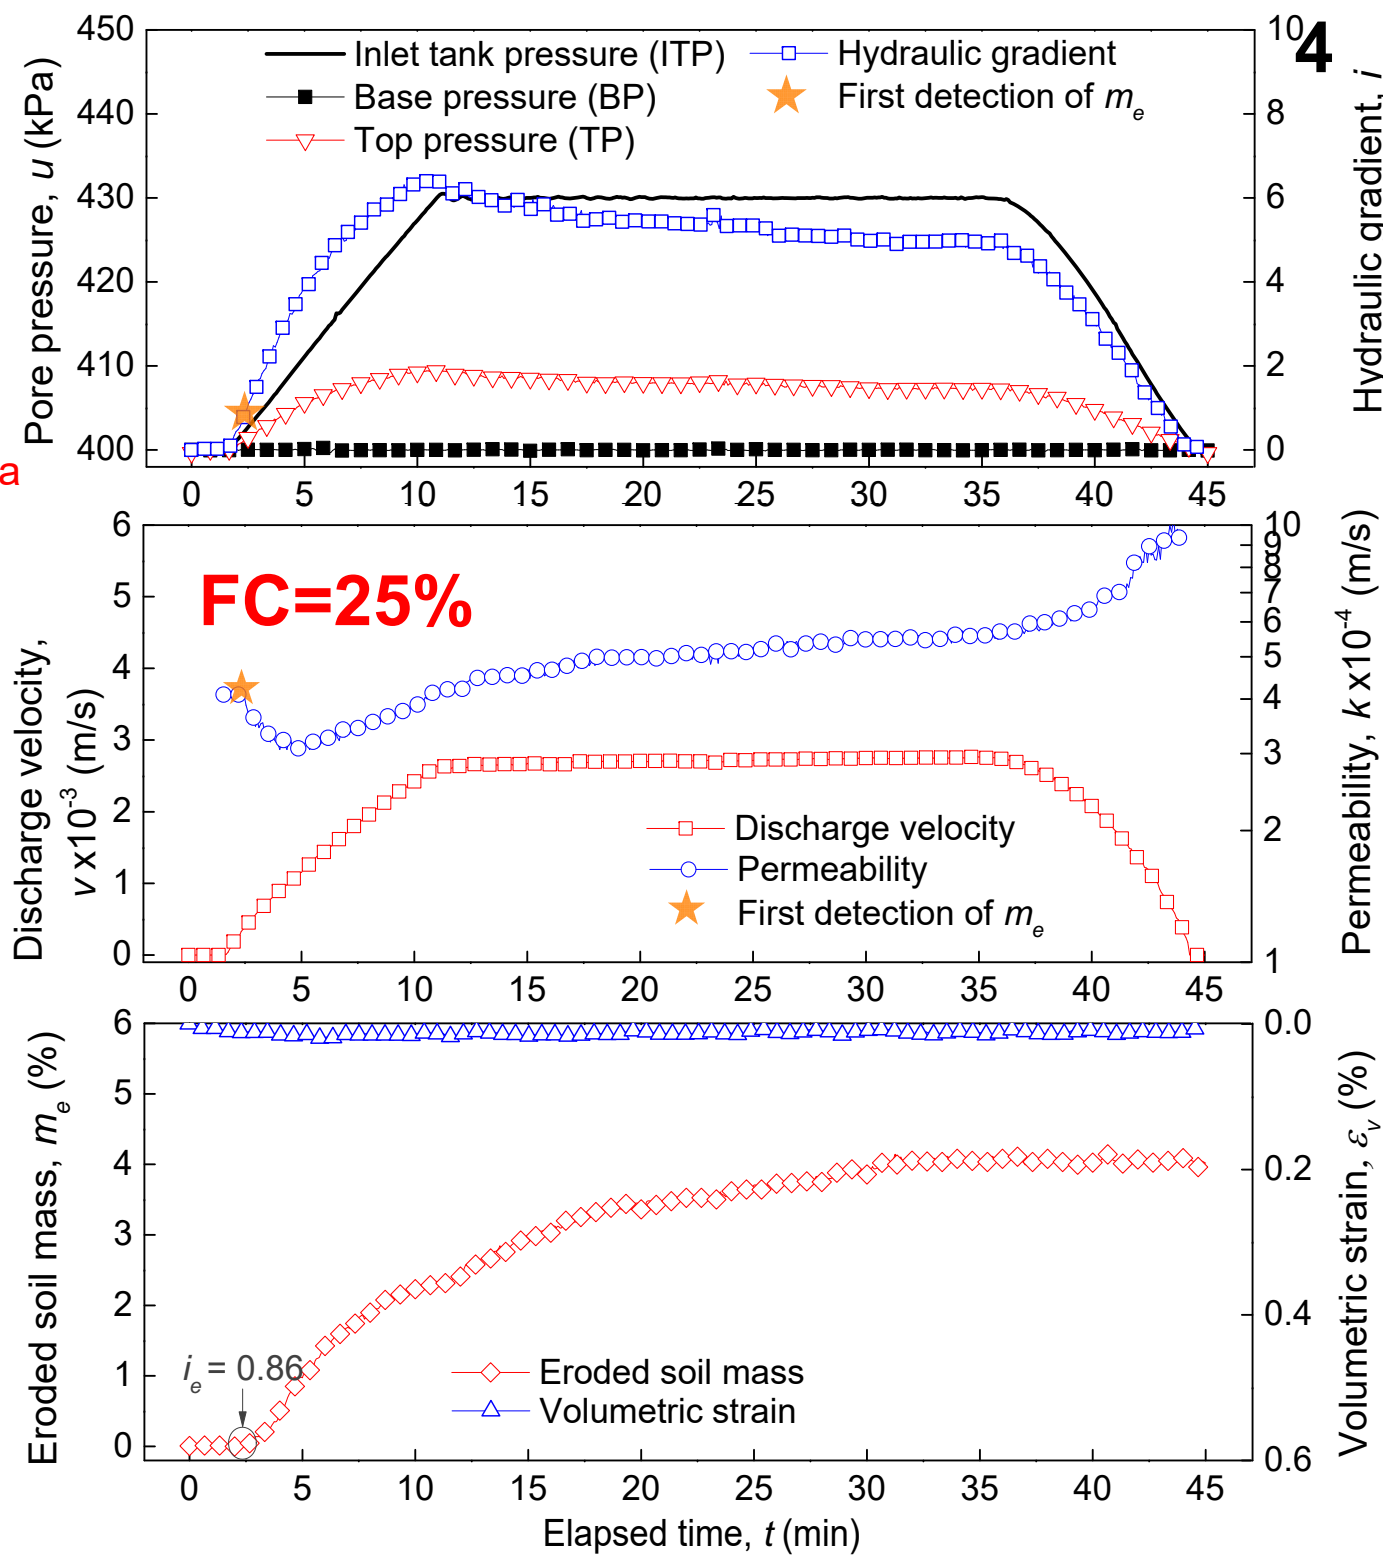 450
440
430
420
410
400
Pore pressure, u (kPa)
Inlet tank pressure (ITP)
Base pressure (BP)
Top pressure (TP)
Hydraulic gradient
First detection of m_e
10
8
6
4
2
0
4
Hydraulic gradient, i
a
0 5 10 15 20 25 30 35 40 45
6
5
4
3
2
1
0
Discharge velocity,
v x10^-3 (m/s)
FC=25%
Discharge velocity
Permeability
First detection of m_e
10
9
8
7
6
5
4
3
2
1
Permeability, k x10^-4 (m/s)
0 5 10 15 20 25 30 35 40 45
6
5
4
3
2
1
0
Eroded soil mass, m_e (%)
i_e = 0.86
Eroded soil mass
Volumetric strain
0.0
0.2
0.4
0.6
Volumetric strain, ε_v (%)
0 5 10 15 20 25 30 35 40 45
Elapsed time, t (min)